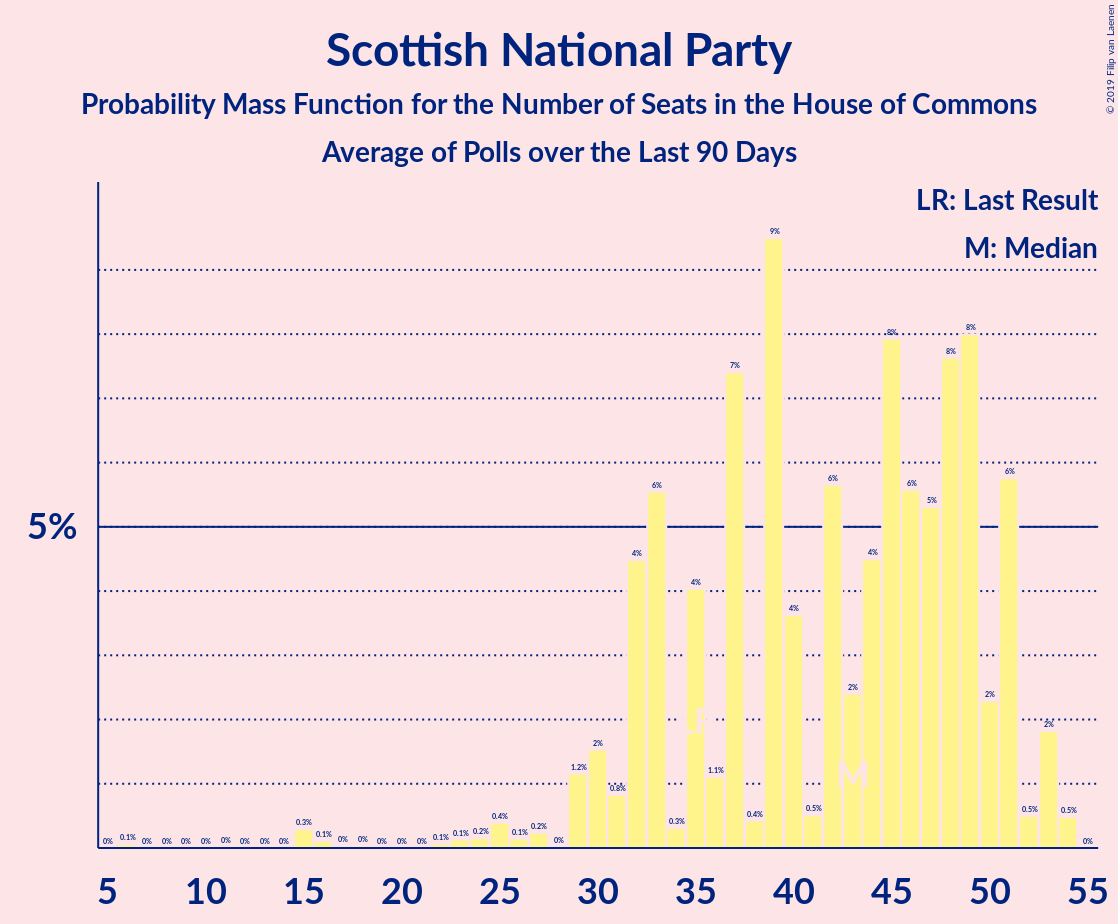 Scottish National Party
Probability Mass Function for the Number of Seats in the House of Commons
Average of Polls over the Last 90 Days
© 2019 Filip van Laenen
LR: Last Result
M: Median
5%
0% 0.1% 0% 0% 0% 0% 0% 0% 0% 0% 0.3% 0.1% 0% 0% 0% 0% 0% 0.1% 0.1% 0.2% 0.4% 0.1% 0.2% 0% 1.2% 2% 0.8% 4% 6% 0.3% 4% 1.1% 7% 0.4% 9% 4% 0.5% 6% 2% 4% 8% 6% 5% 8% 8% 2% 6% 0.5% 2% 0.5% 0%
M
5 10 15 20 25 30 35 40 45 50 55